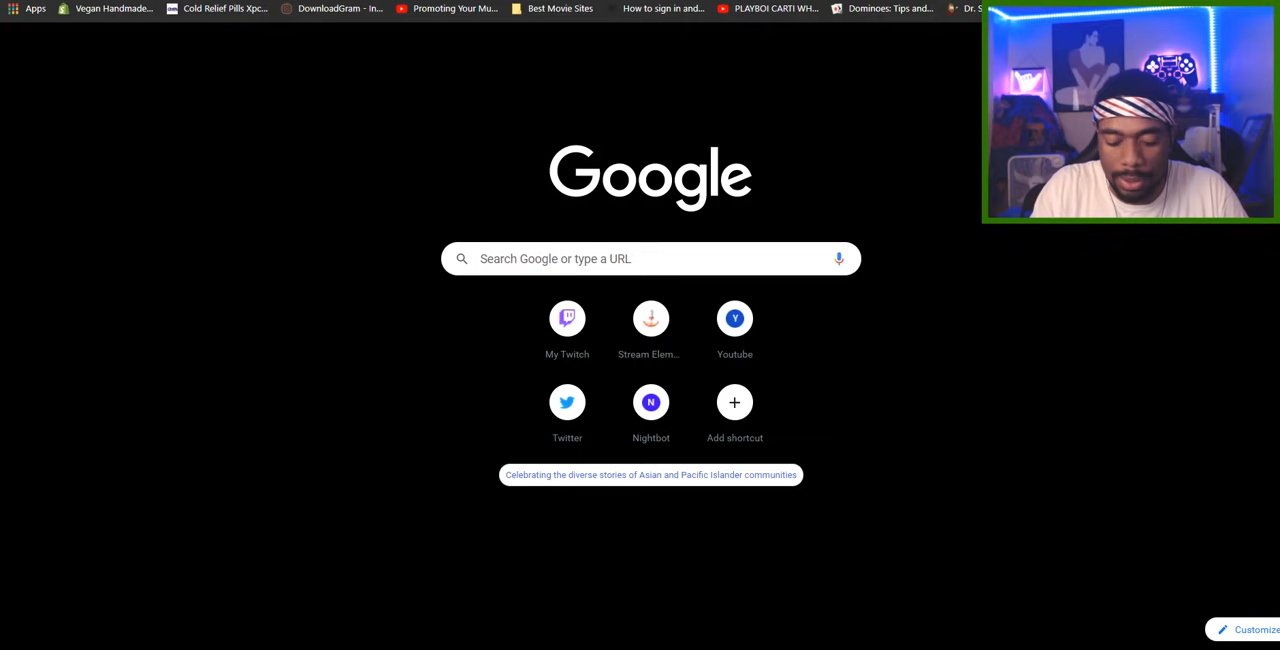 Apps Vegan Handmade... Cold Relief Pills Xpc... DownloadGram - In... Promoting Your Mu... Best Movie Sites How to sign in and... PLAYBOI CARTI WH... Dominoes: Tips and... Dr. S
Google
Search Google or type a URL
Y
My Twitch Stream Elem... Youtube
N
Twitter Nightbot Add shortcut
Celebrating the diverse stories of Asian and Pacific Islander communities
Customize